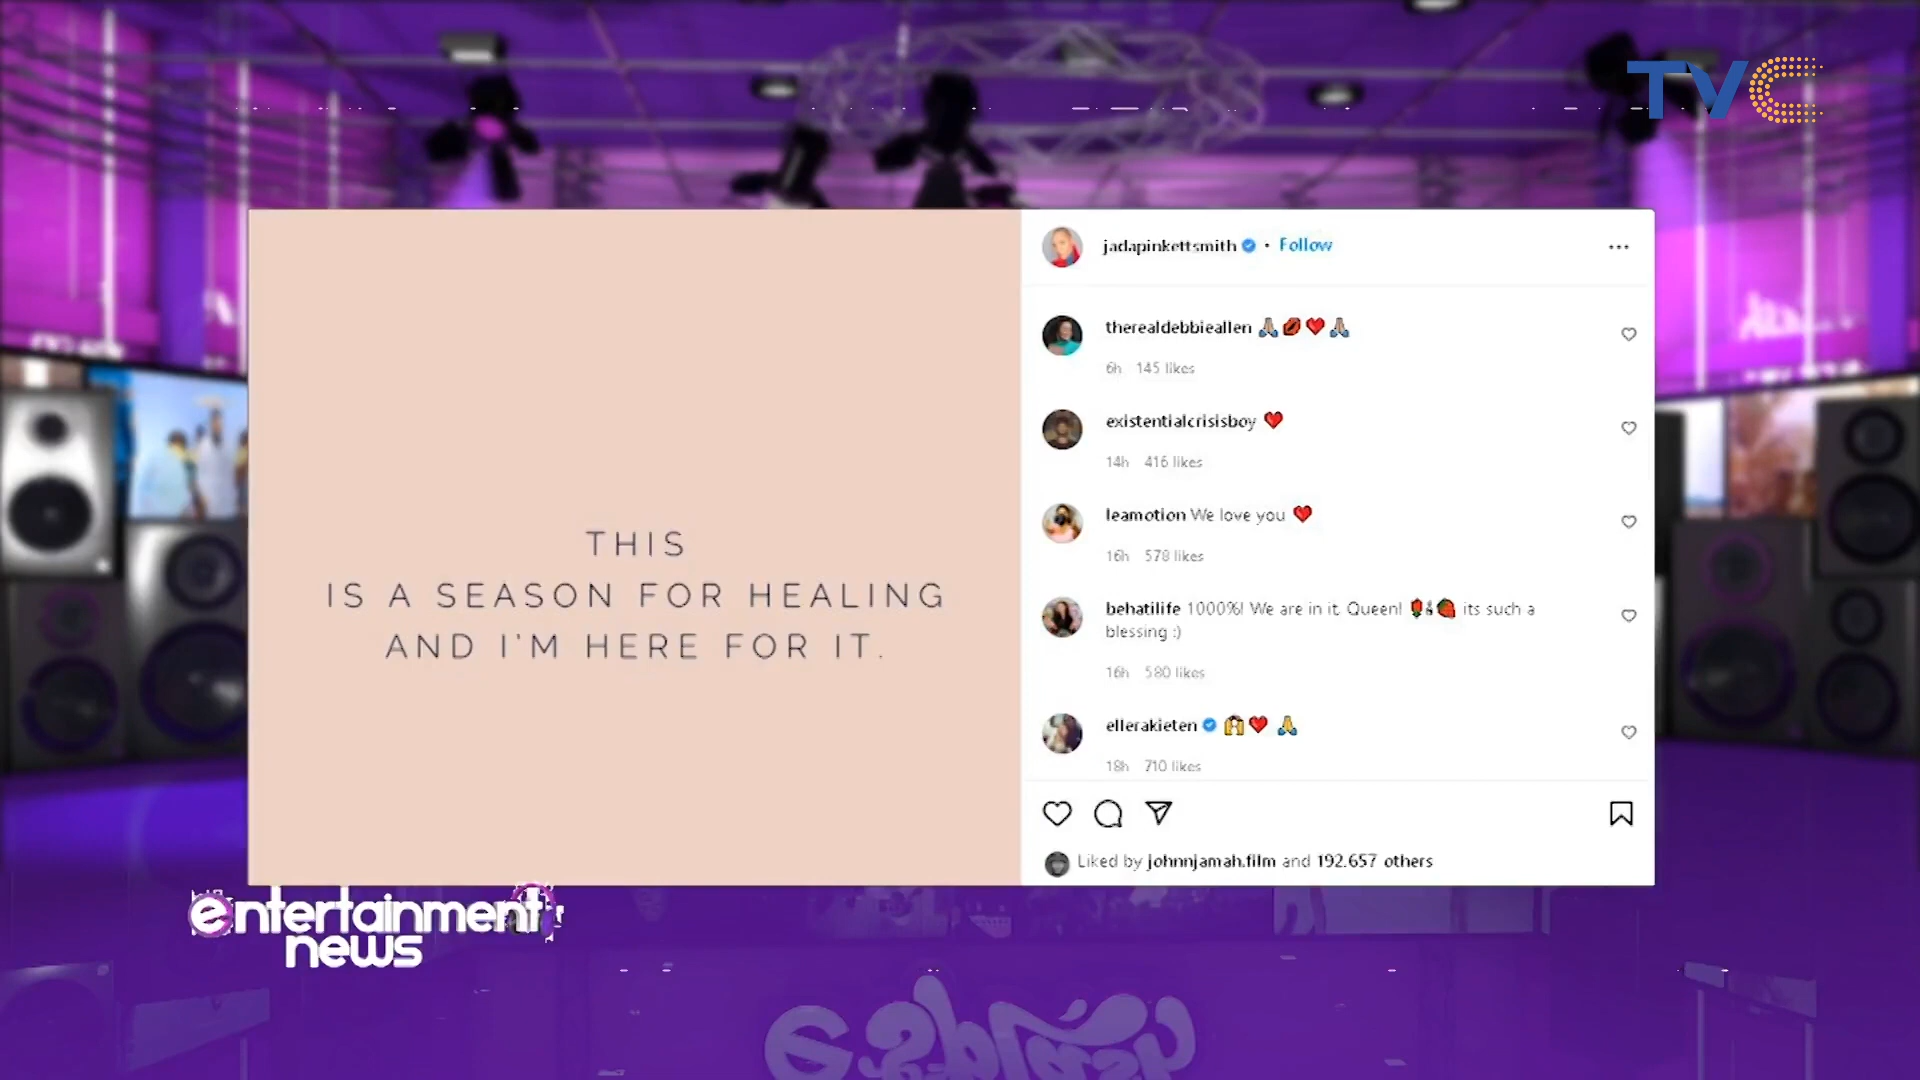 TVC
THIS
IS A SEASON FOR HEALING
AND I'M HERE FOR IT.
jadapinkettsmith • Follow
therealdebbieallen 🙏🏽💋❤️🙏🏽
6h 145 likes
existentialcrisisboy ❤️
14h 416 likes
leamotion We love you ❤️
16h 578 likes
behatilife 1000%! We are in it. Queen! its such a
blessing :)
16h 580 likes
ellerakieten 🙌❤️🙏
18h 710 likes
Liked by johnnjamah.film and 192.657 others
entertainment
news